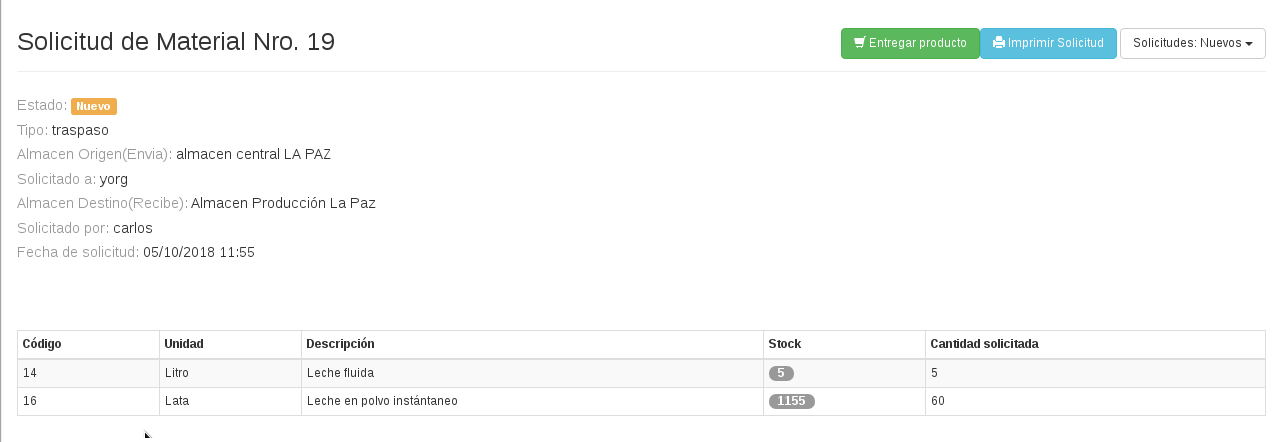 Solicitud de Material Nro. 19
Entregar producto
Imprimir Solicitud
Solicitudes: Nuevos
Estado: Nuevo
Tipo: traspaso
Almacen Origen(Envia): almacen central LA PAZ
Solicitado a: yorg
Almacen Destino(Recibe): Almacen Producción La Paz
Solicitado por: carlos
Fecha de solicitud: 05/10/2018 11:55
Código Unidad Descripción Stock Cantidad solicitada
14 Litro Leche fluida 5 5
16 Lata Leche en polvo instántaneo 1155 60